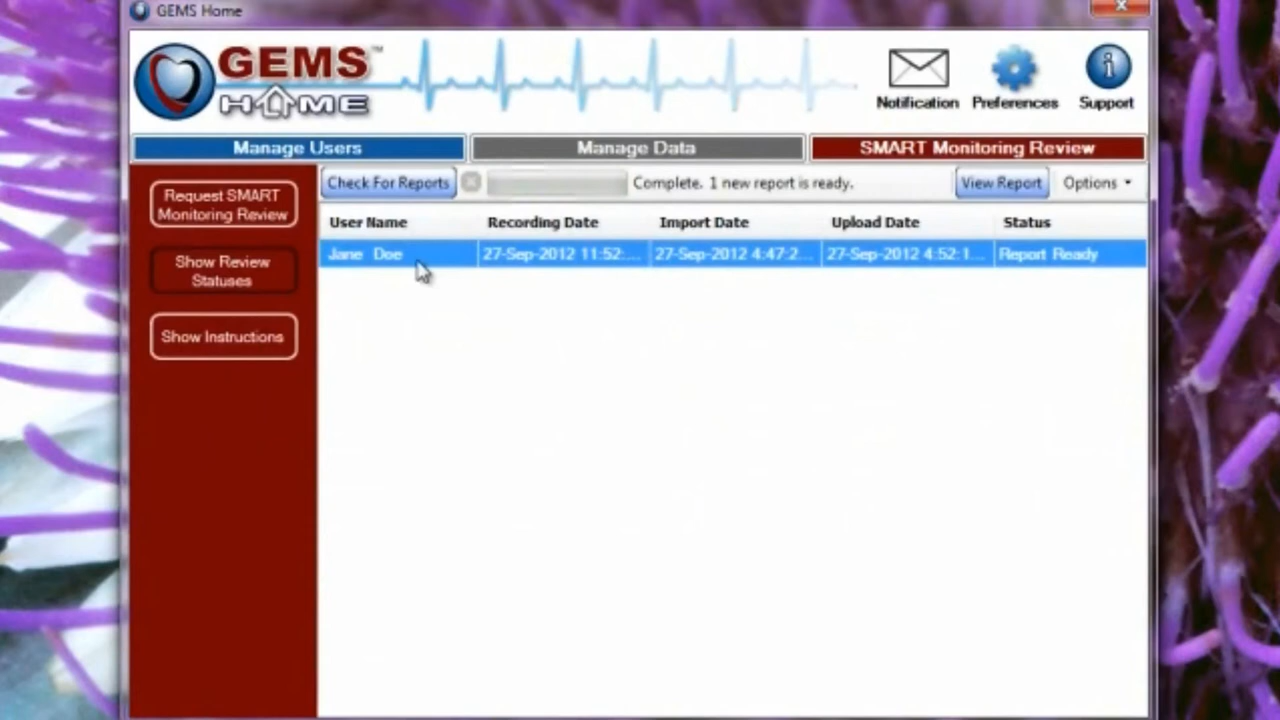 GEMS Home
GEMS™
HOME
Notification Preferences Support
Manage Users Manage Data SMART Monitoring Review
Request SMART
Monitoring Review
Show Review
Statuses
Show Instructions
Check For Reports Complete. 1 new report is ready. View Report Options
User Name Recording Date Import Date Upload Date Status
Jane Doe 27-Sep-2012 11:52:... 27-Sep-2012 4:47:2... 27-Sep-2012 4:52:1... Report Ready